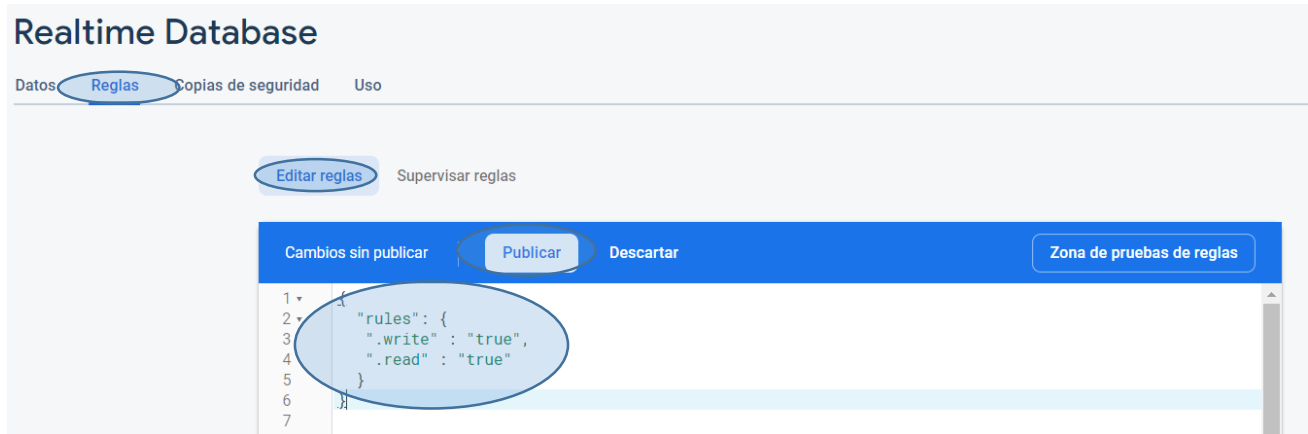 Realtime Database
Datos Reglas Copias de seguridad Uso
Editar reglas Supervisar reglas
Cambios sin publicar Publicar Descartar Zona de pruebas de reglas
1 {
2 "rules": {
3 ".write" : "true",
4 ".read" : "true"
5 }
6 }
7